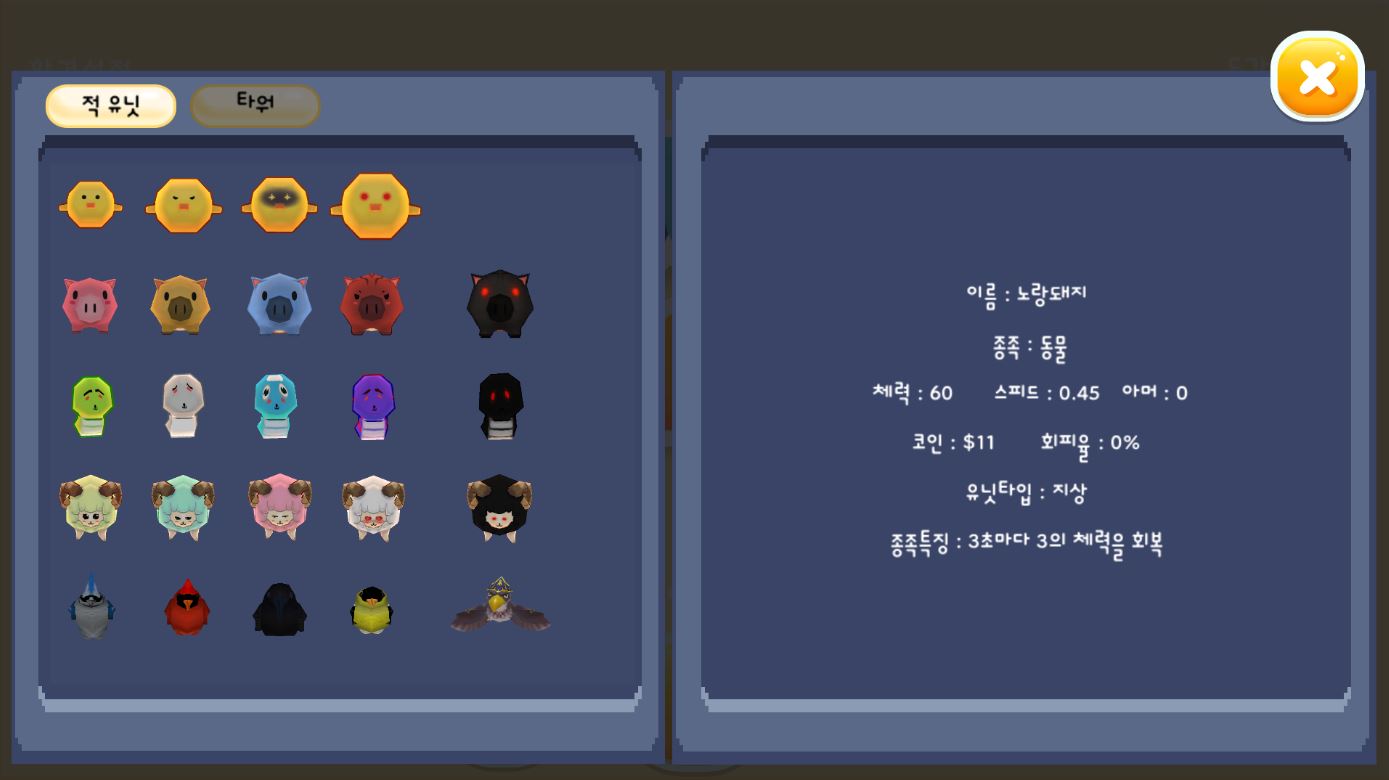 적 유닛
타워
이름 : 노랑돼지
종족 : 동물
체력 : 60 스피드 : 0.45 아머 : 0
코인 : $11 회피율 : 0%
유닛타입 : 지상
종족특징 : 3초마다 3의 체력을 회복